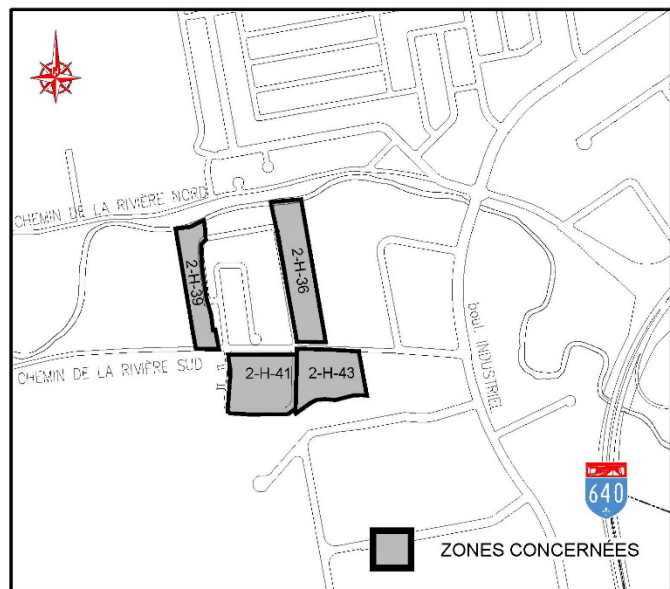 CHEMIN DE LA RIVIÈRE NORD
2-H-39
2-H-36
CHEMIN DE LA RIVIÈRE SUD
2-H-41
2-H-43
boul INDUSTRIEL
640
ZONES CONCERNÉES